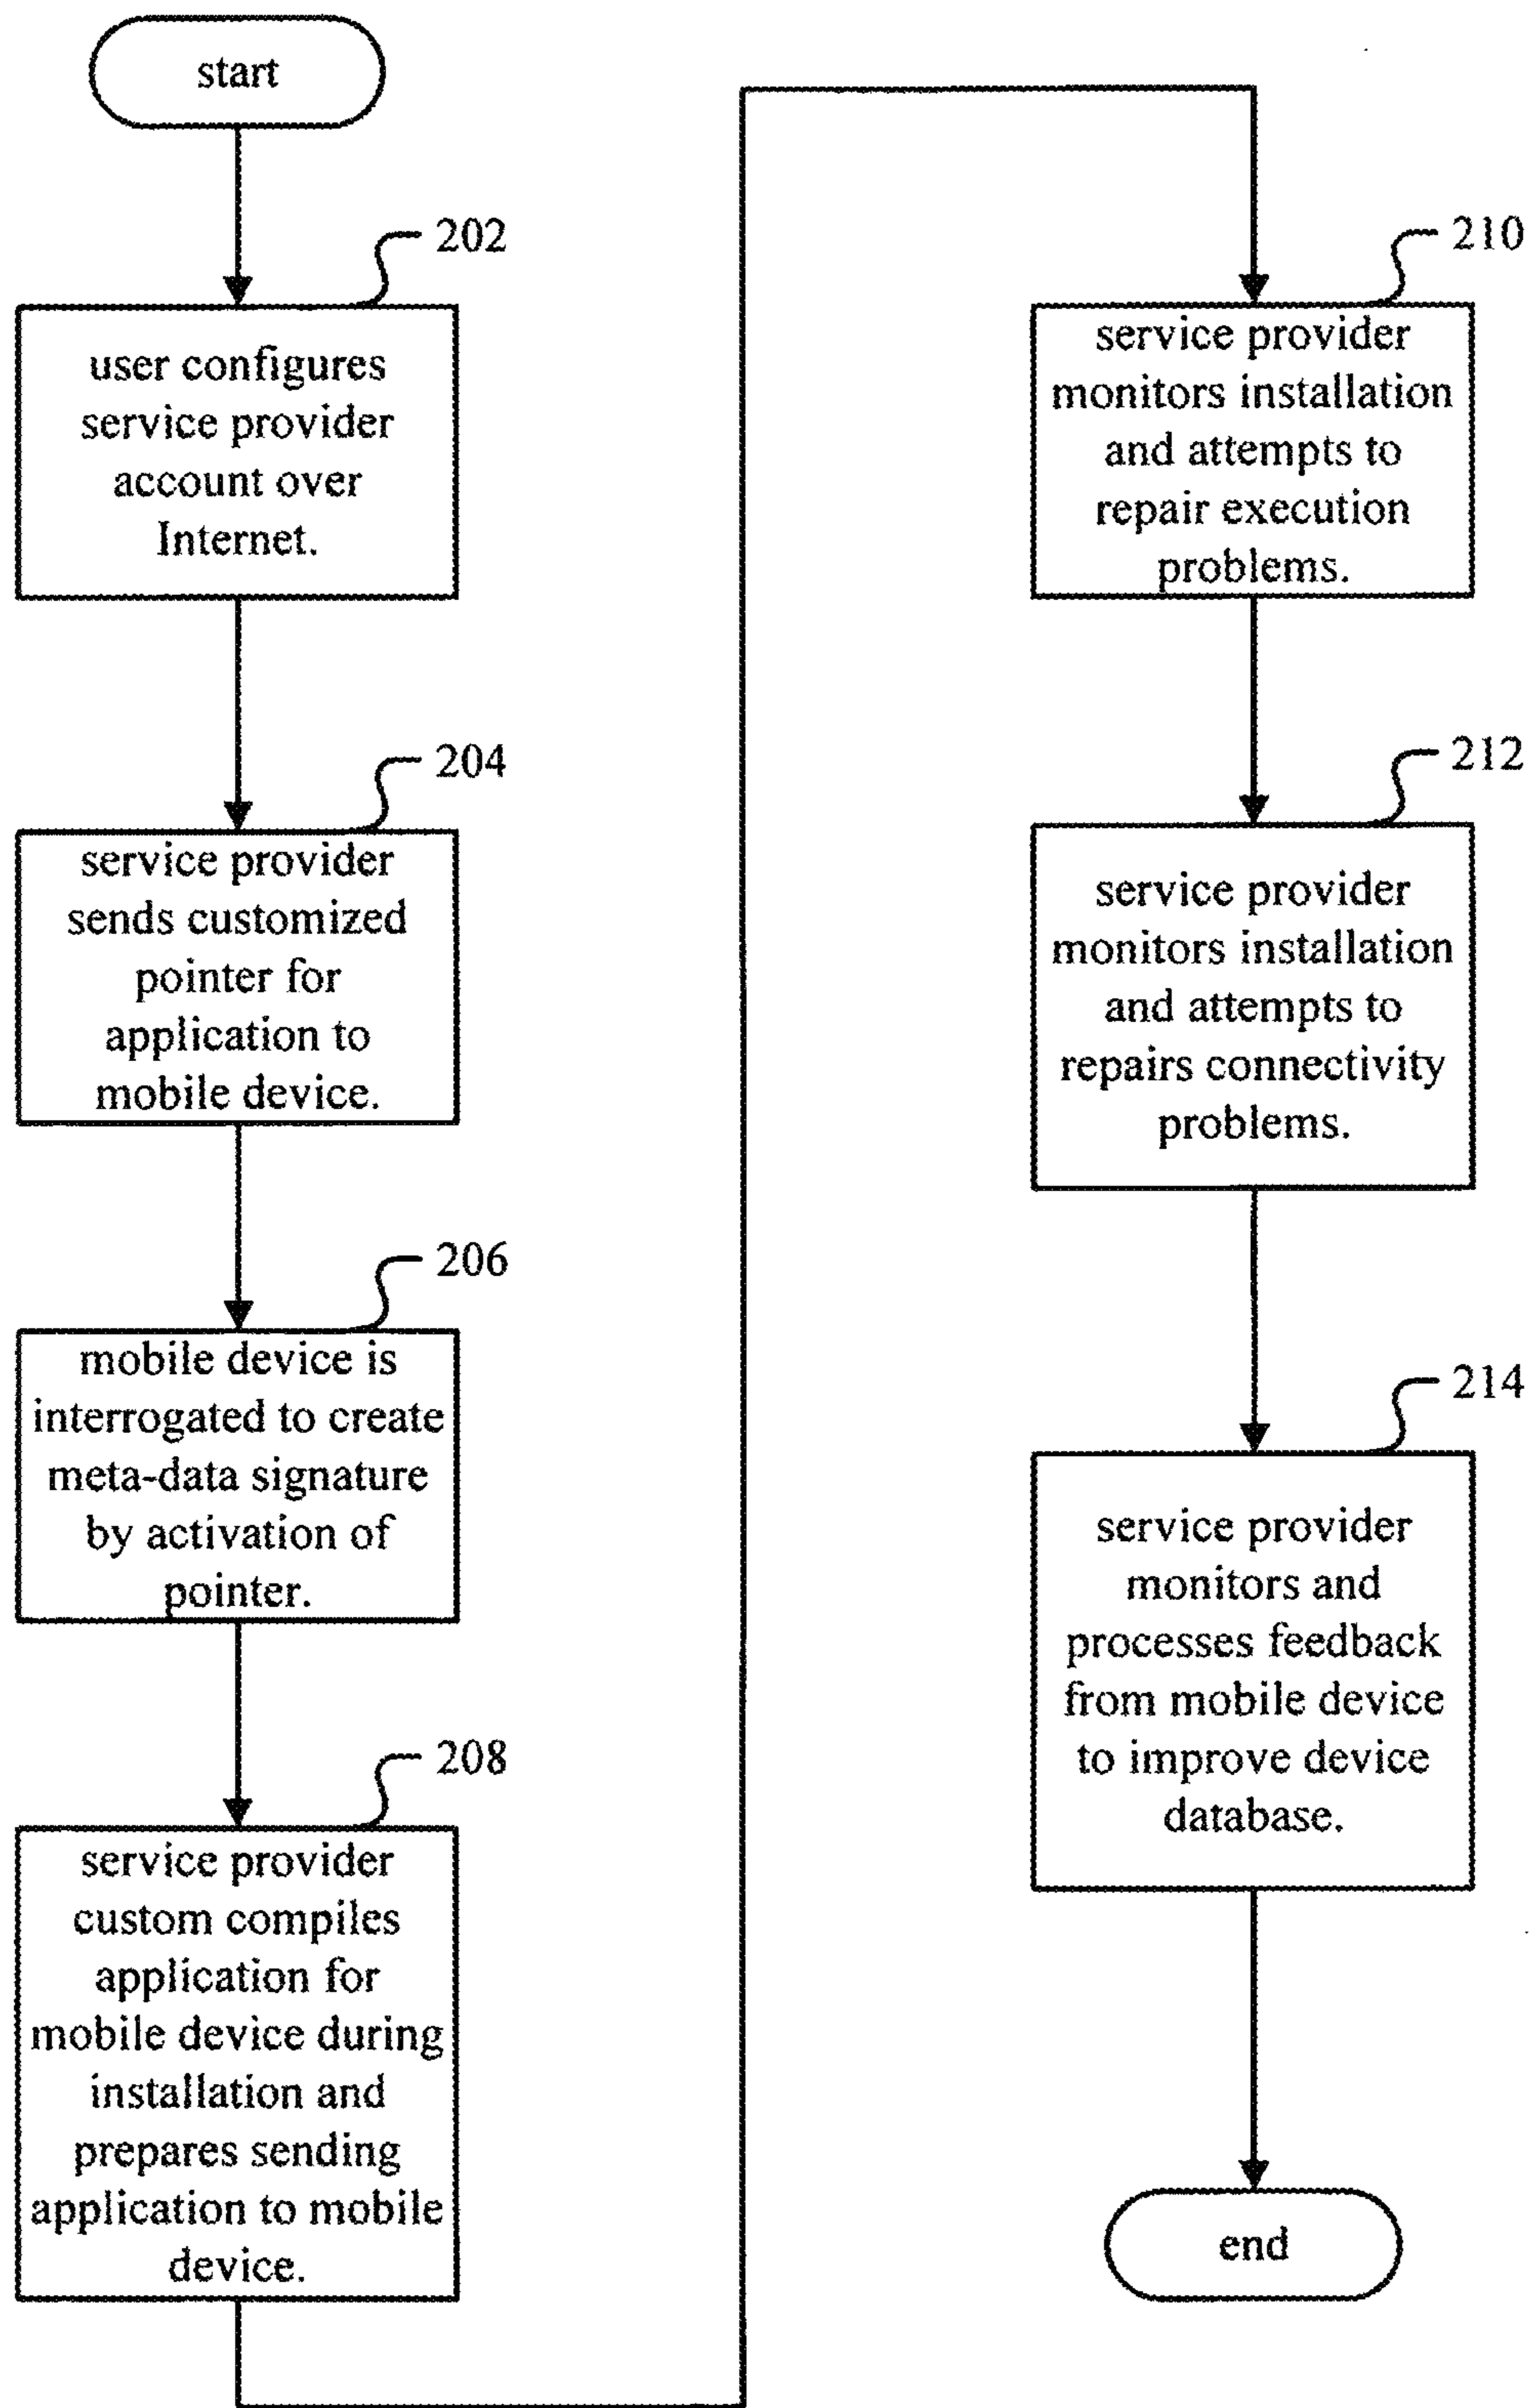 start
202
user configures
service provider
account over
Internet.
204
service provider
sends customized
pointer for
application to
mobile device.
206
mobile device is
interrogated to create
meta-data signature
by activation of
pointer.
208
service provider
custom compiles
application for
mobile device during
installation and
prepares sending
application to mobile
device.
210
service provider
monitors installation
and attempts to
repair execution
problems.
212
service provider
monitors installation
and attempts to
repairs connectivity
problems.
214
service provider
monitors and
processes feedback
from mobile device
to improve device
database.
end